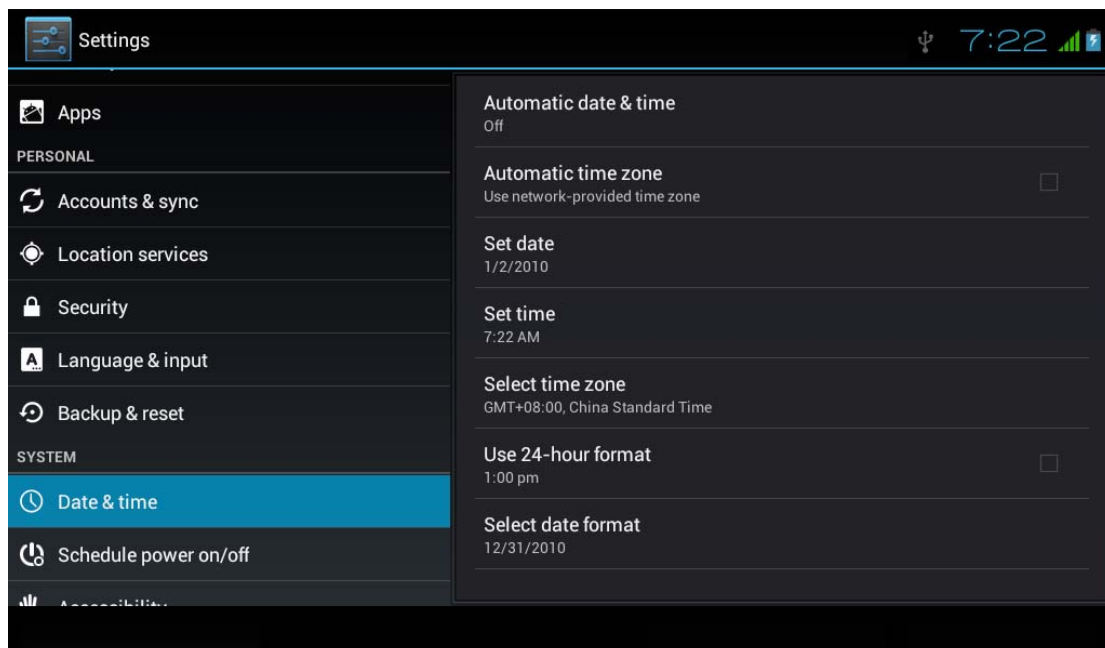 Settings
7:22
Apps
PERSONAL
Accounts & sync
Location services
Security
Language & input
Backup & reset
SYSTEM
Date & time
Schedule power on/off
Automatic date & time
Off
Automatic time zone
Use network-provided time zone
Set date
1/2/2010
Set time
7:22 AM
Select time zone
GMT+08:00, China Standard Time
Use 24-hour format
1:00 pm
Select date format
12/31/2010